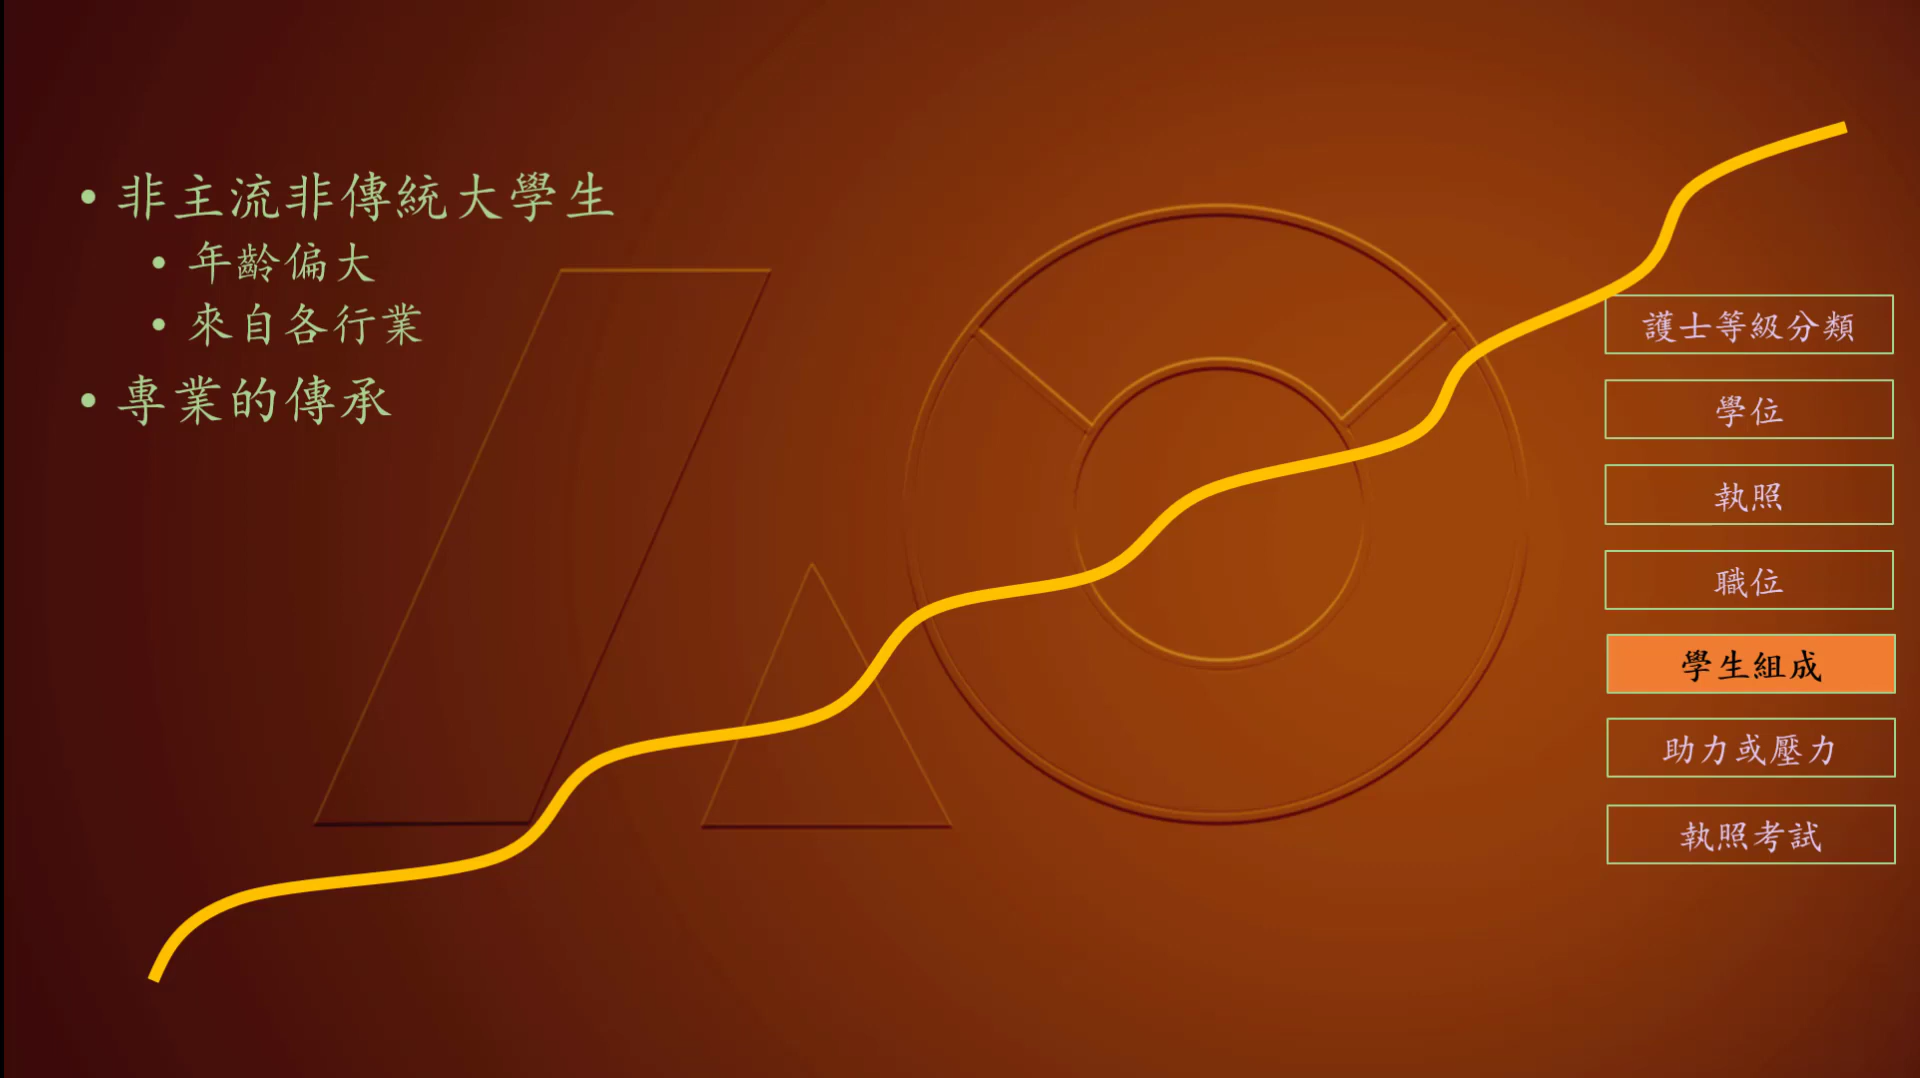 • 非主流非傳統大學生
• 年齡偏大
• 來自各行業
• 專業的傳承
護士等級分類
學位
執照
職位
學生組成
助力或壓力
執照考試